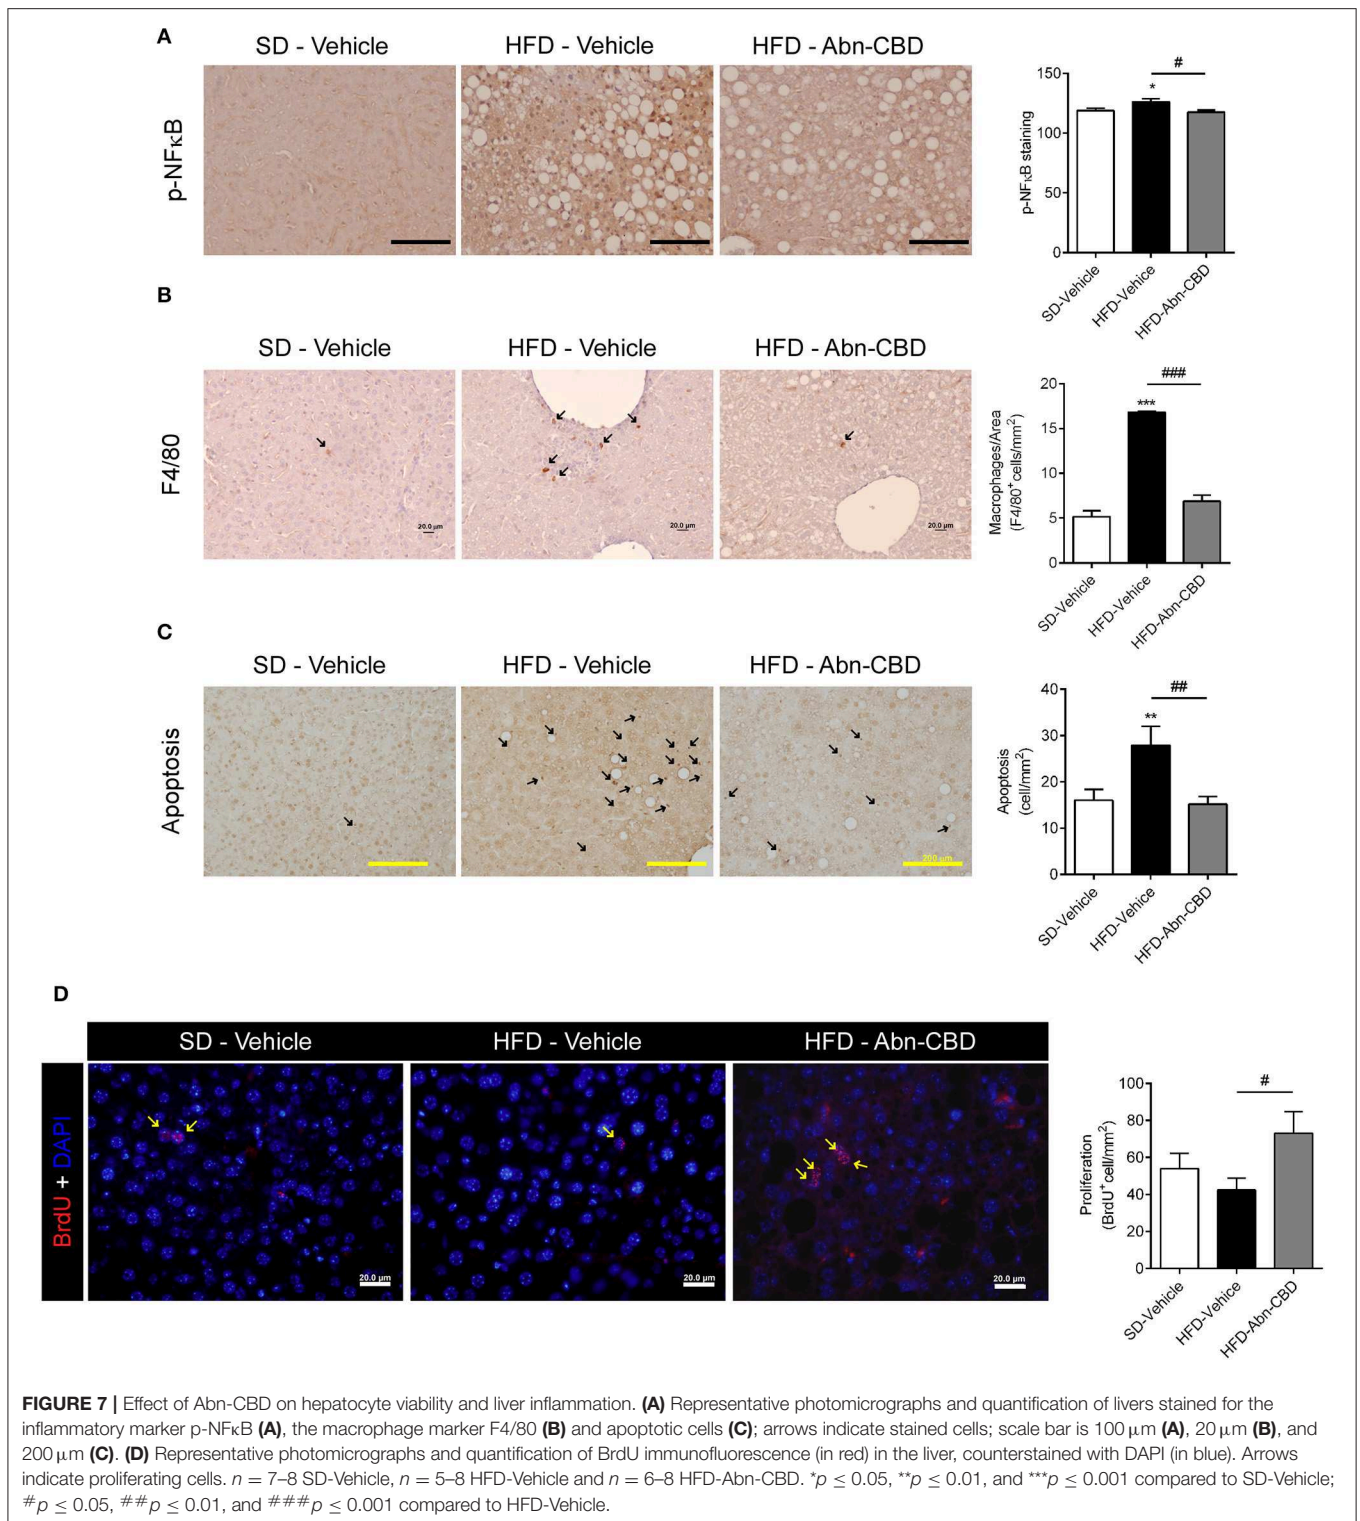 A
SD - Vehicle
HFD - Vehicle
HFD - Abn-CBD
p-NFκB
p-NFκB staining
150
100
50
0
*
#
SD-Vehicle
HFD-Vehice
HFD-Abn-CBD
B
SD - Vehicle
HFD - Vehicle
HFD - Abn-CBD
F4/80
20.0 μm
20.0 μm
20.0 μm
Macrophages/Area
(F4/80⁺cells/mm²)
20
15
10
5
0
***
###
SD-Vehicle
HFD-Vehice
HFD-Abn-CBD
C
SD - Vehicle
HFD - Vehicle
HFD - Abn-CBD
Apoptosis
200 μm
Apoptosis
(cell/mm²)
40
30
20
10
0
**
##
SD-Vehicle
HFD-Vehice
HFD-Abn-CBD
D
SD - Vehicle
HFD - Vehicle
HFD - Abn-CBD
BrdU + DAPI
20.0 μm
20.0 μm
20.0 μm
Proliferation
(BrdU⁺cell/mm²)
100
80
60
40
20
0
#
SD-Vehicle
HFD-Vehice
HFD-Abn-CBD
FIGURE 7 | Effect of Abn-CBD on hepatocyte viability and liver inflammation. (A) Representative photomicrographs and quantification of livers stained for the
inflammatory marker p-NFκB (A), the macrophage marker F4/80 (B) and apoptotic cells (C); arrows indicate stained cells; scale bar is 100 μm (A), 20 μm (B), and
200 μm (C). (D) Representative photomicrographs and quantification of BrdU immunofluorescence (in red) in the liver, counterstained with DAPI (in blue). Arrows
indicate proliferating cells. n = 7–8 SD-Vehicle, n = 5–8 HFD-Vehicle and n = 6–8 HFD-Abn-CBD. *p ≤ 0.05, **p ≤ 0.01, and ***p ≤ 0.001 compared to SD-Vehicle;
#p ≤ 0.05, ##p ≤ 0.01, and ###p ≤ 0.001 compared to HFD-Vehicle.